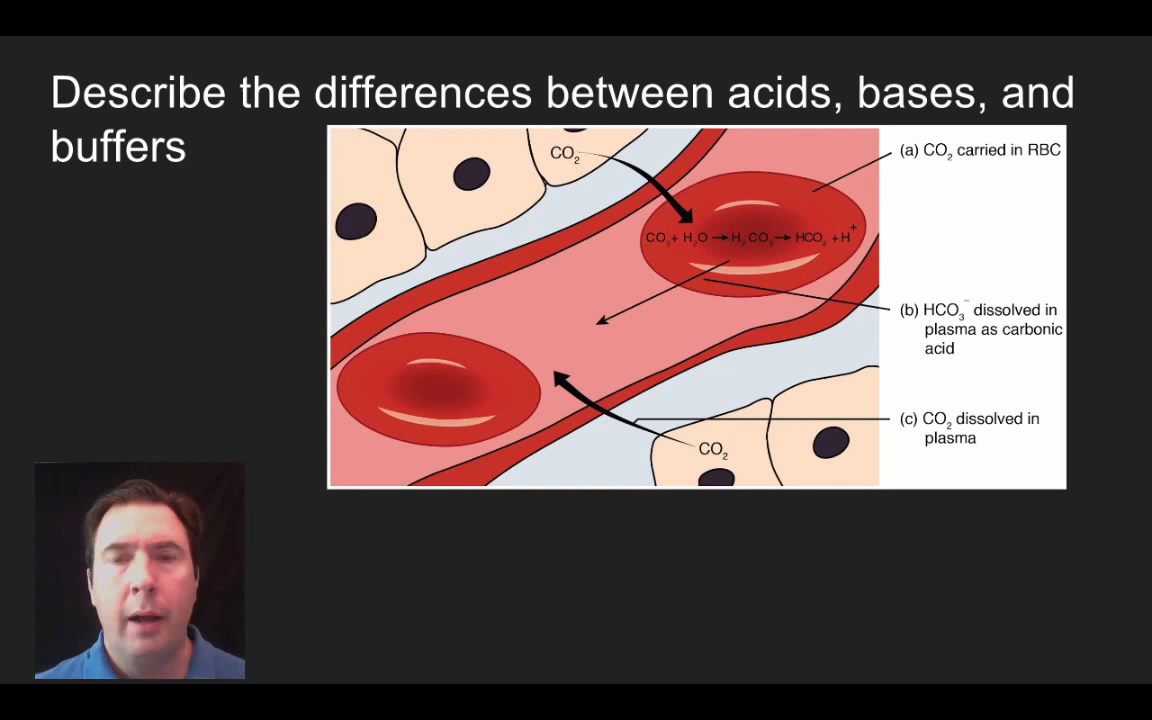 Describe the differences between acids, bases, and
buffers
CO₂
(a) CO₂ carried in RBC
CO₂ + H₂O → H₂CO₃ → HCO₃ + H⁺
(b) HCO₃⁻ dissolved in
plasma as carbonic
acid
(c) CO₂ dissolved in
plasma
CO₂